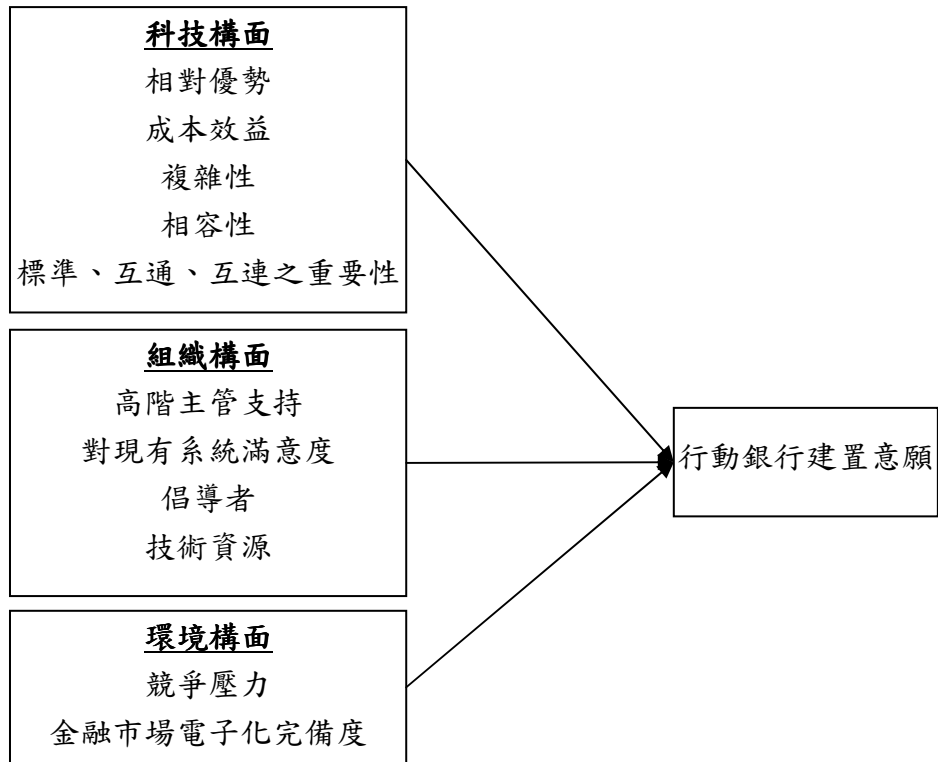 科技構面
相對優勢
成本效益
複雜性
相容性
標準、互通、互連之重要性
組織構面
高階主管支持
對現有系統滿意度
倡導者
技術資源
環境構面
競爭壓力
金融市場電子化完備度
行動銀行建置意願